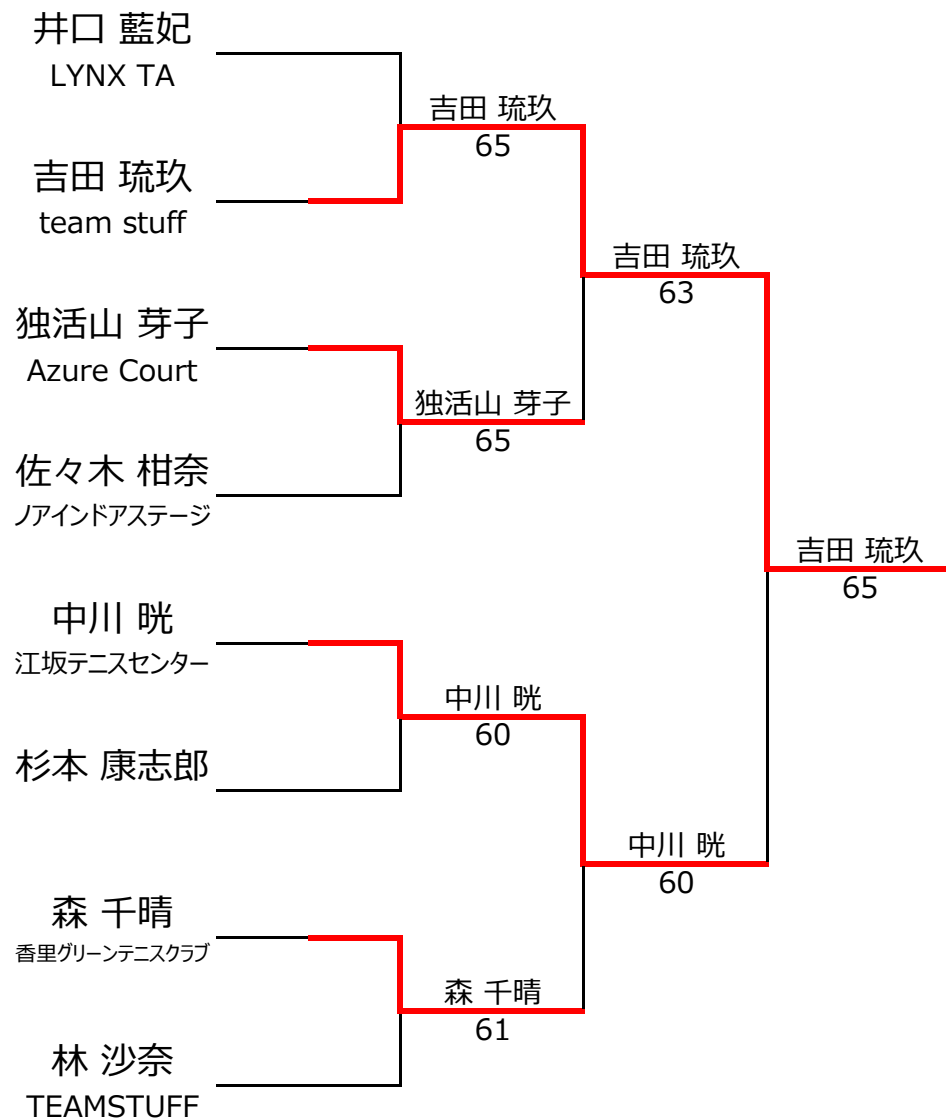 井口 藍妃
LYNX TA
吉田 琉玖
65
吉田 琉玖
team stuff
吉田 琉玖
63
独活山 芽子
Azure Court
独活山 芽子
65
佐々木 柑奈
ノアインドアステージ
吉田 琉玖
65
中川 晄
江坂テニスセンター
中川 晄
60
杉本 康志郎
中川 晄
60
森 千晴
香里グリーンテニスクラブ
森 千晴
61
林 沙奈
TEAMSTUFF